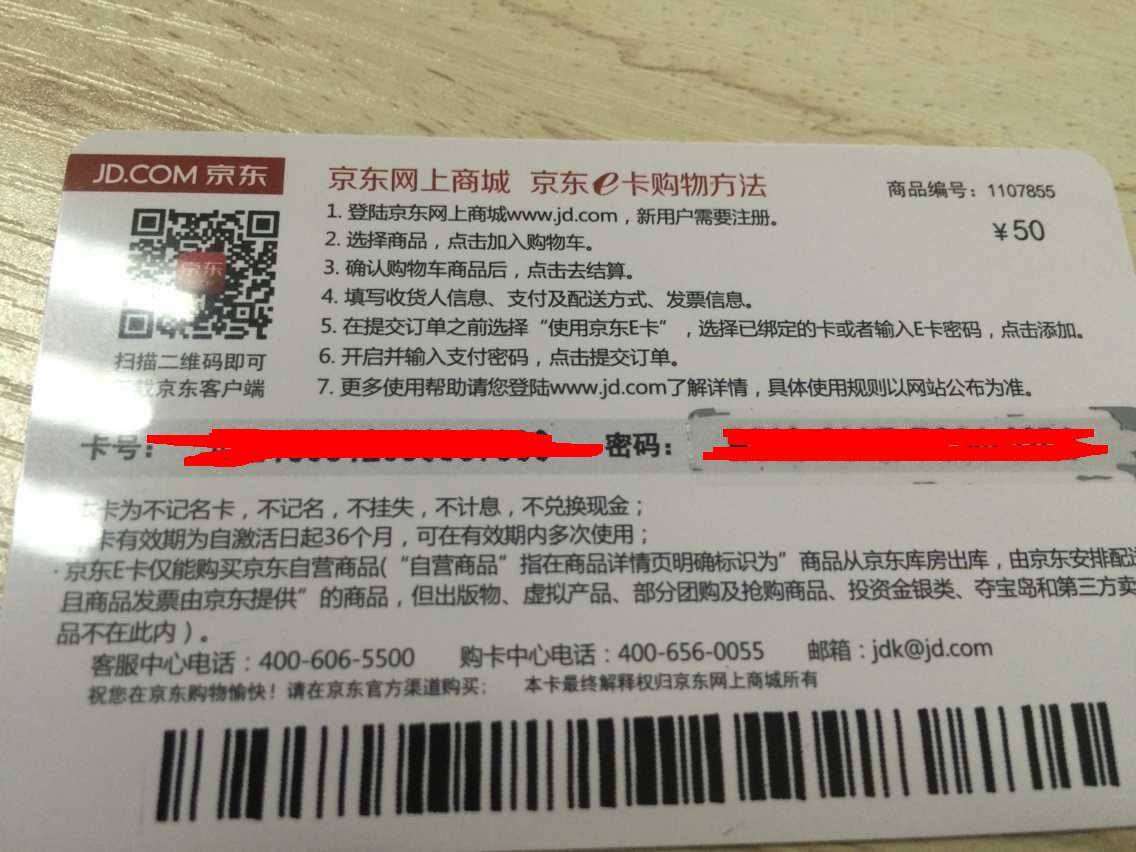 JD.COM 京东
京东网上商城 京东e卡购物方法
商品编号：1107855
¥50
1. 登陆京东网上商城www.jd.com，新用户需要注册。
2. 选择商品，点击加入购物车。
3. 确认购物车商品后，点击去结算。
4. 填写收货人信息、支付及配送方式、发票信息。
5. 在提交订单之前选择“使用京东E卡”，选择已绑定的卡或者输入E卡密码，点击添加。
6. 开启并输入支付密码，点击提交订单。
7. 更多使用帮助请您登陆www.jd.com了解详情，具体使用规则以网站公布为准。
京东
扫描二维码即可
载京东客户端
卡号：
密码：
卡为不记名卡，不记名，不挂失，不计息，不兑换现金；
卡有效期为自激活日起36个月，可在有效期内多次使用；
·京东E卡仅能购买京东自营商品(“自营商品”指在商品详情页明确标识为”商品从京东库房出库，由京东安排配送
且商品发票由京东提供”的商品，但出版物、虚拟产品、部分团购及抢购商品、投资金银类、夺宝岛和第三方卖
品不在此内)。
客服中心电话：400-606-5500 购卡中心电话：400-656-0055 邮箱：jdk@jd.com
祝您在京东购物愉快！请在京东官方渠道购买； 本卡最终解释权归京东网上商城所有